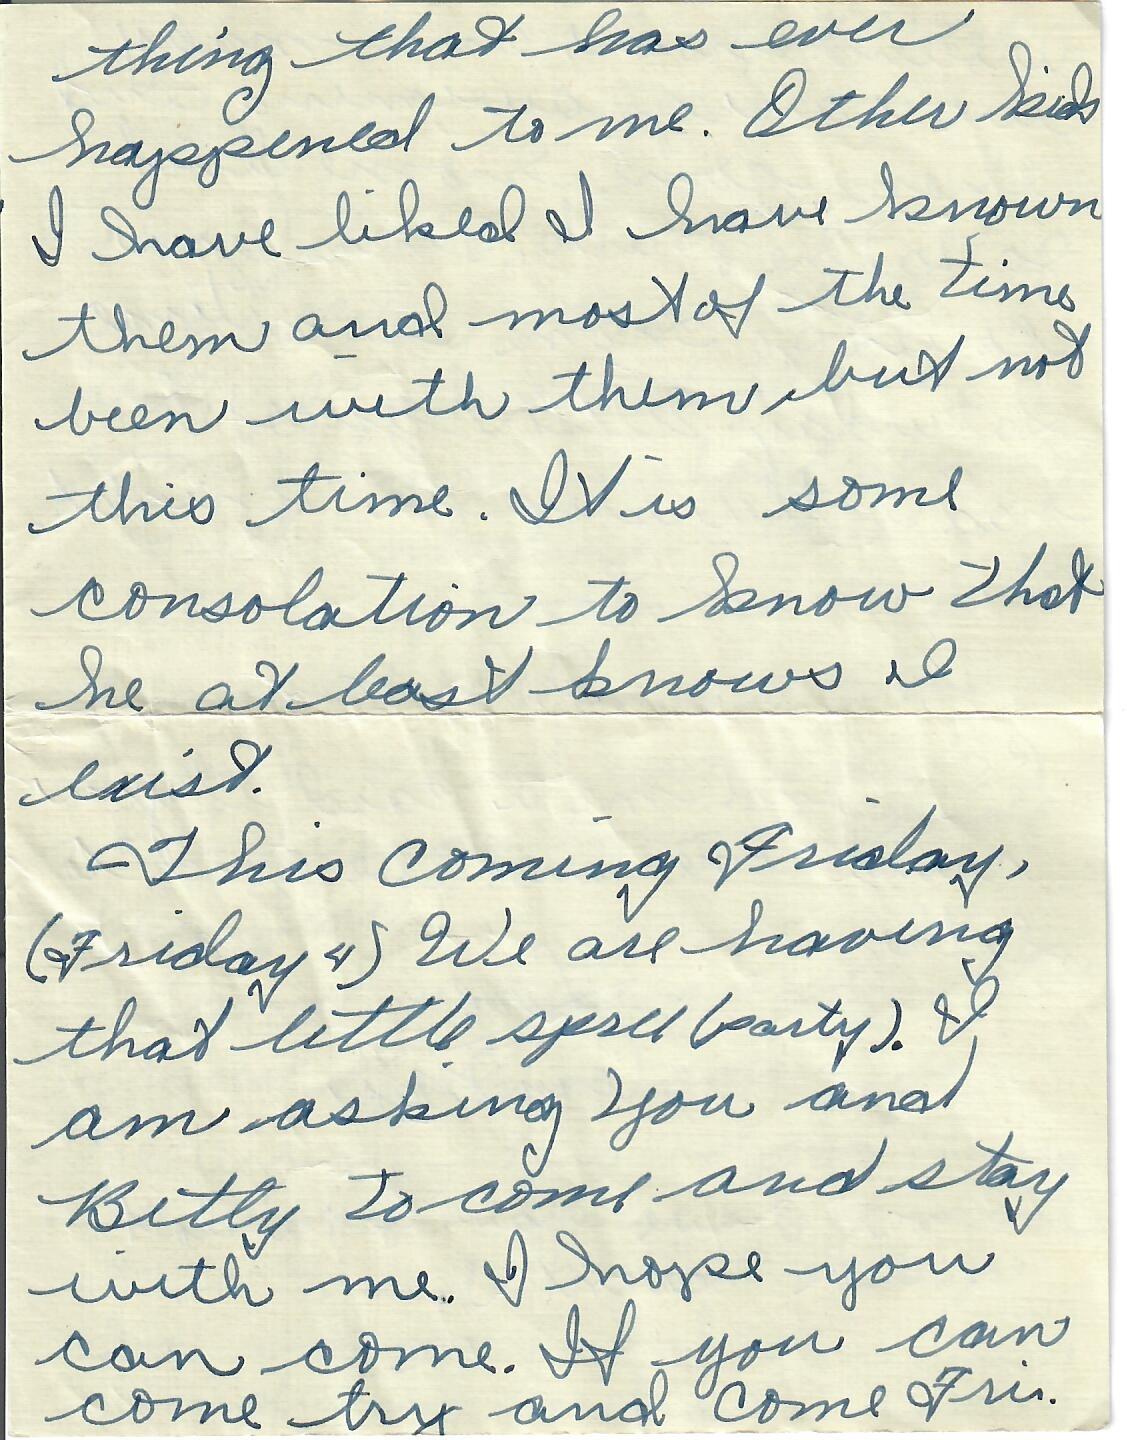 thing that has ever
happened to me. Other kids
I have liked I have known
them and most of the time
been with them, but not
this time. It is some
consolation to know that
he at least knows I
exist.
This coming Friday,
(Friday 4) We are having
that little spree (party). I
am asking you and
Betty to come and stay
with me. I hope you
can come. If you can
come try and come Fri.